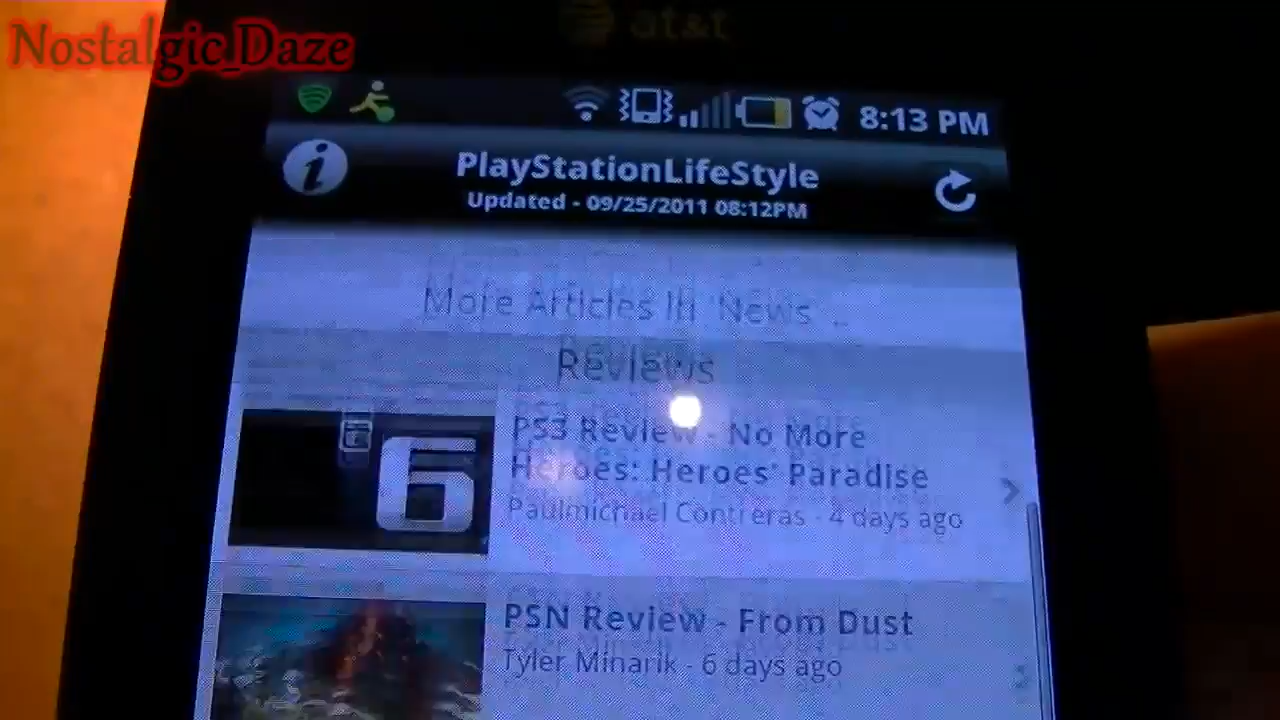 Nostalgic_Daze
at&t
8:13 PM
PlayStationLifeStyle
Updated - 09/25/2011 08:12PM
More Articles In 'News' ..
Reviews
PS3 Review - No More
Heroes: Heroes' Paradise
Paulmichael Contreras - 4 days ago
6
PSN Review - From Dust
Tyler Minarik - 6 days ago